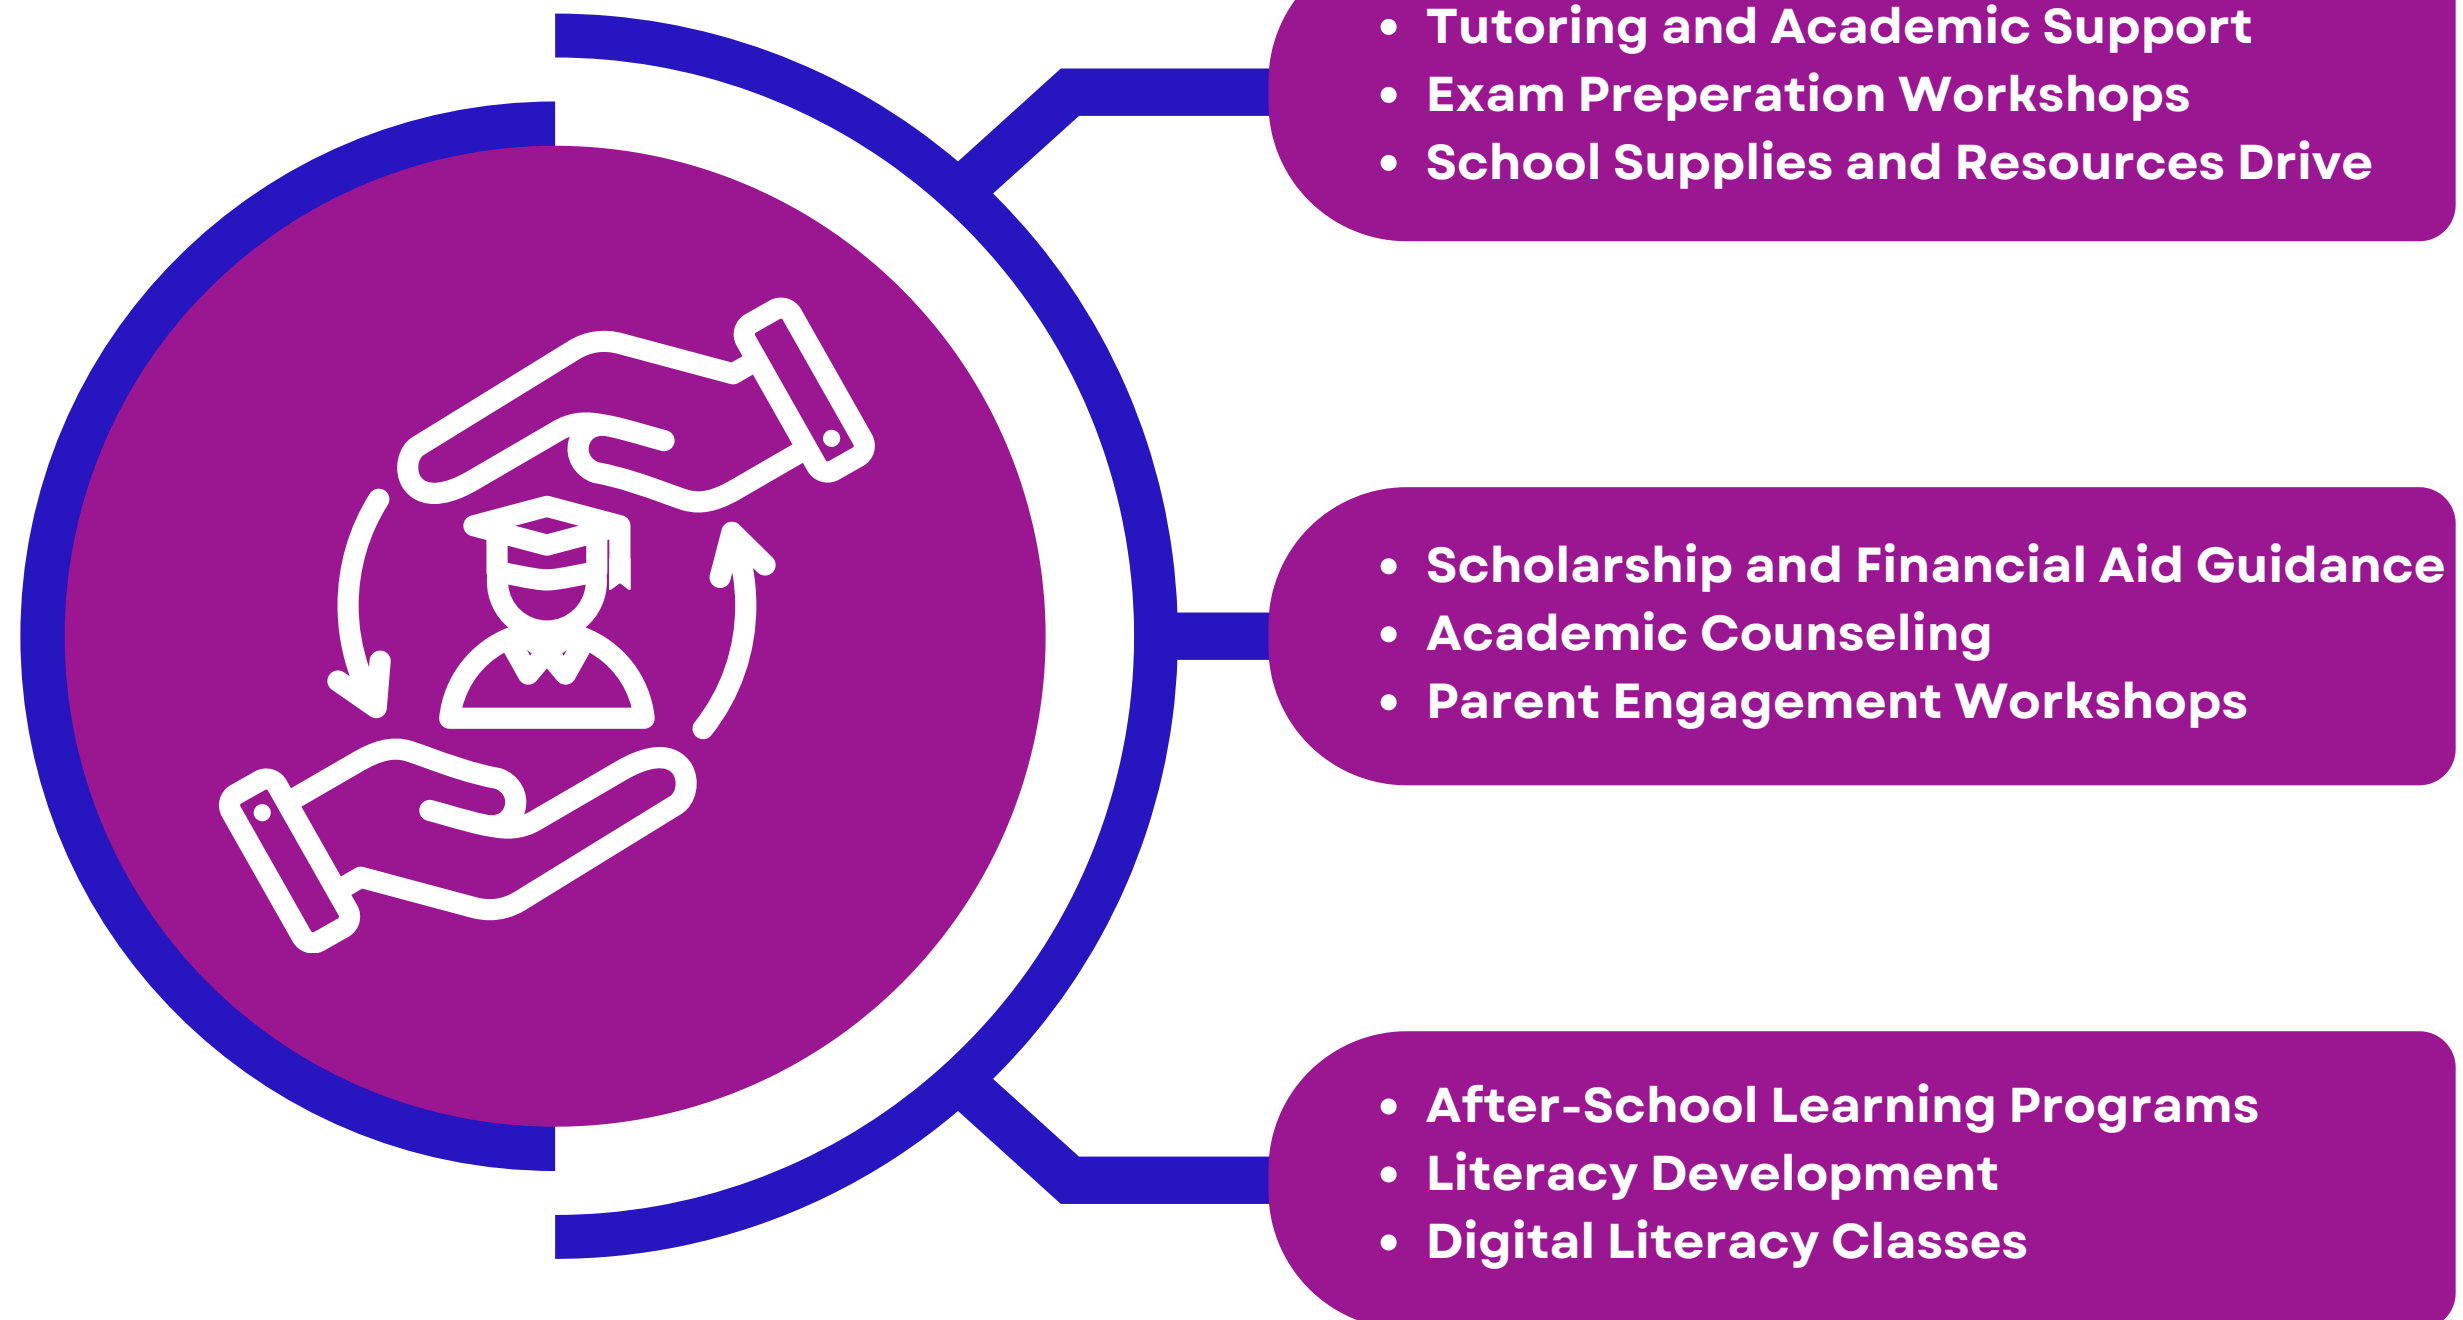 • Tutoring and Academic Support
• Exam Preperation Workshops
• School Supplies and Resources Drive
• Scholarship and Financial Aid Guidance
• Academic Counseling
• Parent Engagement Workshops
• After-School Learning Programs
• Literacy Development
• Digital Literacy Classes